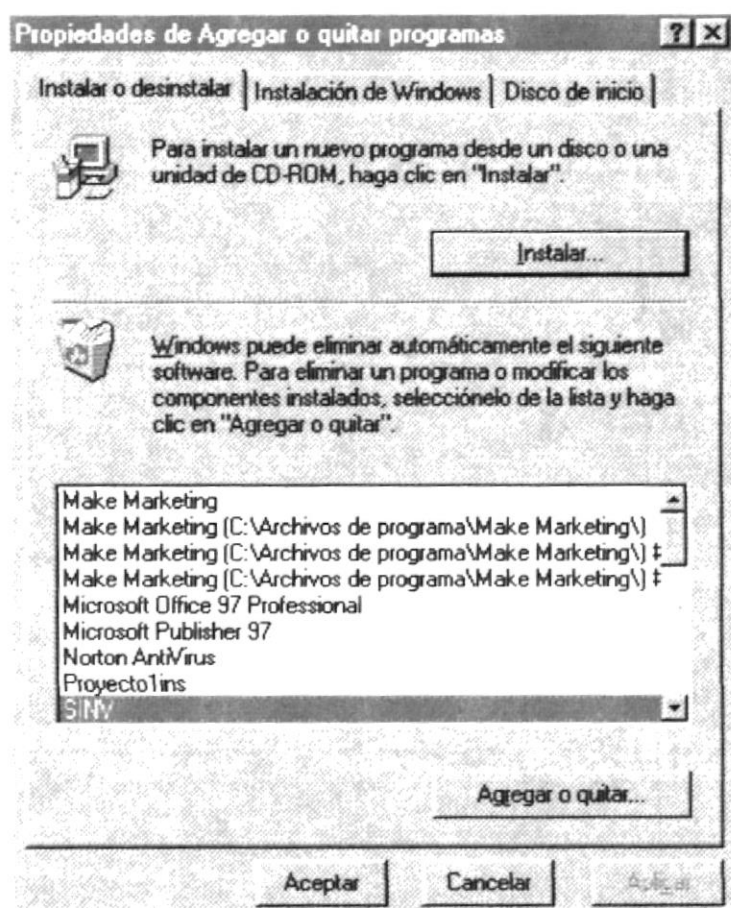 Propiedades de Agregar o quitar programas
Instalar o desinstalar
Instalación de Windows
Disco de inicio
Para instalar un nuevo programa desde un disco o una
unidad de CD-ROM, haga clic en "Instalar".
Instalar...
Windows puede eliminar automáticamente el siguiente
software. Para eliminar un programa o modificar los
componentes instalados, selecciónelo de la lista y haga
clic en "Agregar o quitar".
Make Marketing
Make Marketing (C:\Archivos de programa\Make Marketing\)
Make Marketing (C:\Archivos de programa\Make Marketing\) ‡
Make Marketing (C:\Archivos de programa\Make Marketing\) ‡
Microsoft Office 97 Professional
Microsoft Publisher 97
Norton AntiVirus
Proyecto1ins
SINV
Agregar o quitar...
Aceptar
Cancelar
Aplicar